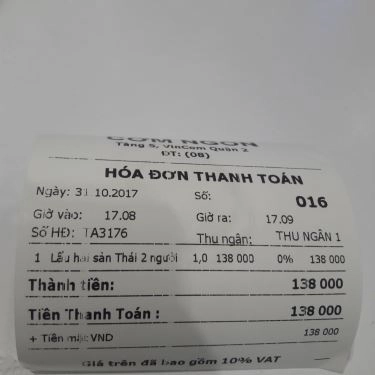 CƠM NGON
Tầng 5, VinCom Quận 2
ĐT: (08)
HÓA ĐƠN THANH TOÁN
Ngày: 31 10.2017 Số: 016
Giờ vào: 17.08 Giờ ra: 17.09
Số HĐ: TA3176 Thu ngân: THU NGÂN 1
1 Lẩu hải sản Thái 2 người 1,0 138 000 0% 138 000
Thành tiền: 138 000
Tiền Thanh Toán : 138 000
+ Tiền mặt VND 138 000
Giá trên đã bao gồm 10% VAT